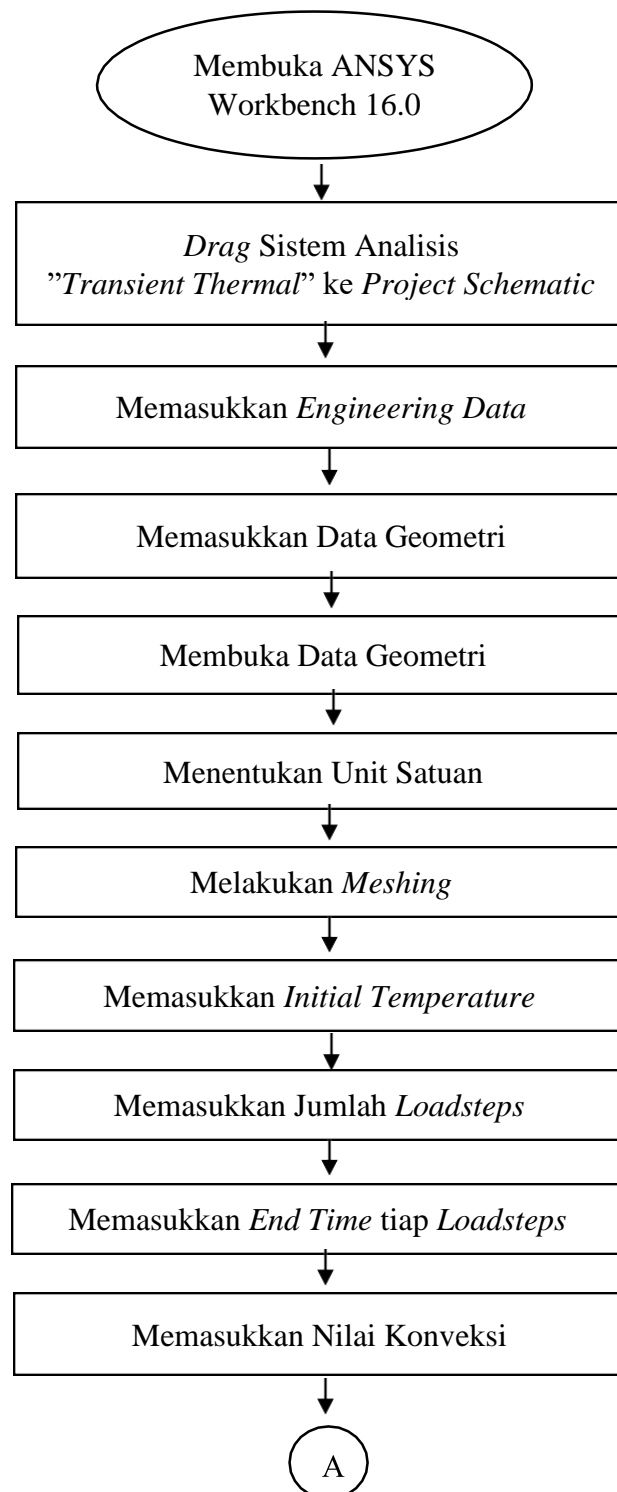 Membuka ANSYS
Workbench 16.0
Drag Sistem Analisis
”Transient Thermal” ke Project Schematic
Memasukkan Engineering Data
Memasukkan Data Geometri
Membuka Data Geometri
Menentukan Unit Satuan
Melakukan Meshing
Memasukkan Initial Temperature
Memasukkan Jumlah Loadsteps
Memasukkan End Time tiap Loadsteps
Memasukkan Nilai Konveksi
A